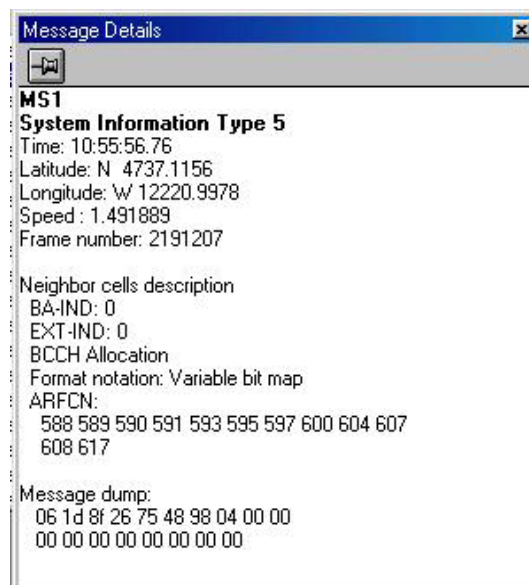 Message Details
MS1
System Information Type 5
Time: 10:55:56.76
Latitude: N 4737.1156
Longitude: W 12220.9978
Speed : 1.491889
Frame number: 2191207
Neighbor cells description
BA-IND: 0
EXT-IND: 0
BCCH Allocation
Format notation: Variable bit map
ARFCN:
588 589 590 591 593 595 597 600 604 607
608 617
Message dump:
06 1d 8f 26 75 48 98 04 00 00
00 00 00 00 00 00 00 00